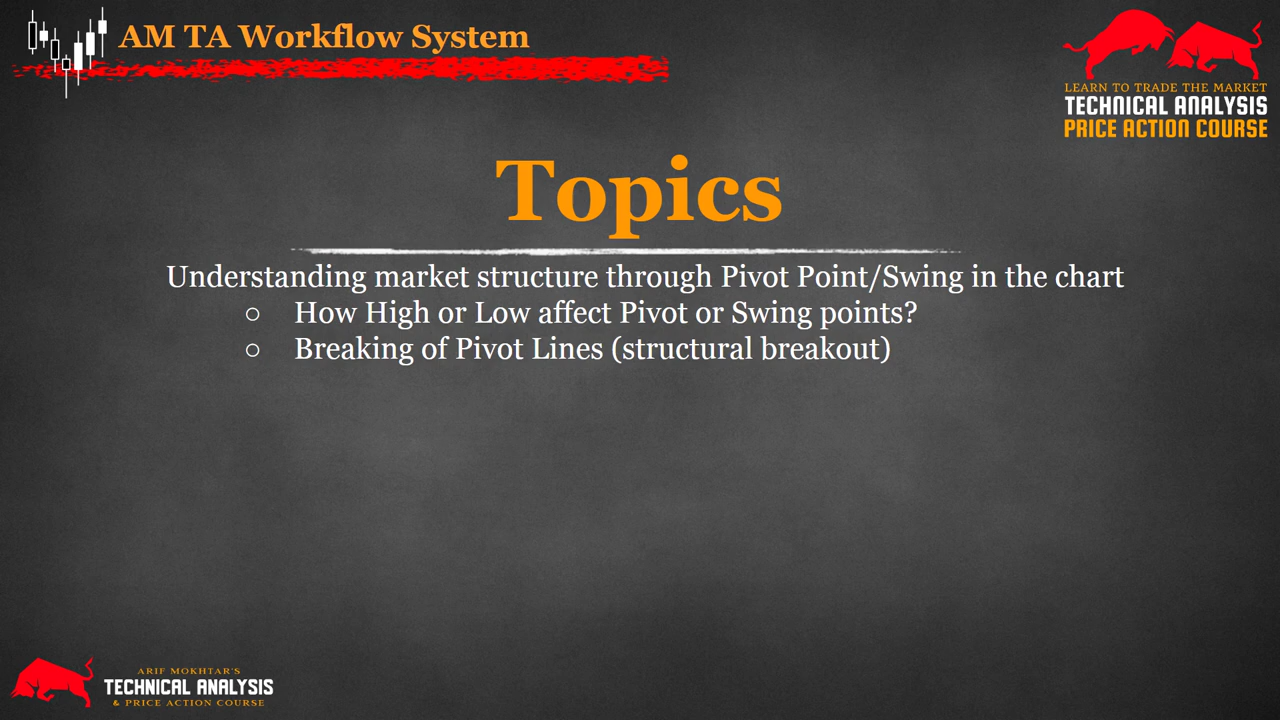 AM TA Workflow System
LEARN TO TRADE THE MARKET
TECHNICAL ANALYSIS
PRICE ACTION COURSE
Topics
Understanding market structure through Pivot Point/Swing in the chart
○ How High or Low affect Pivot or Swing points?
○ Breaking of Pivot Lines (structural breakout)
ARIF MOKHTAR'S
TECHNICAL ANALYSIS
& PRICE ACTION COURSE